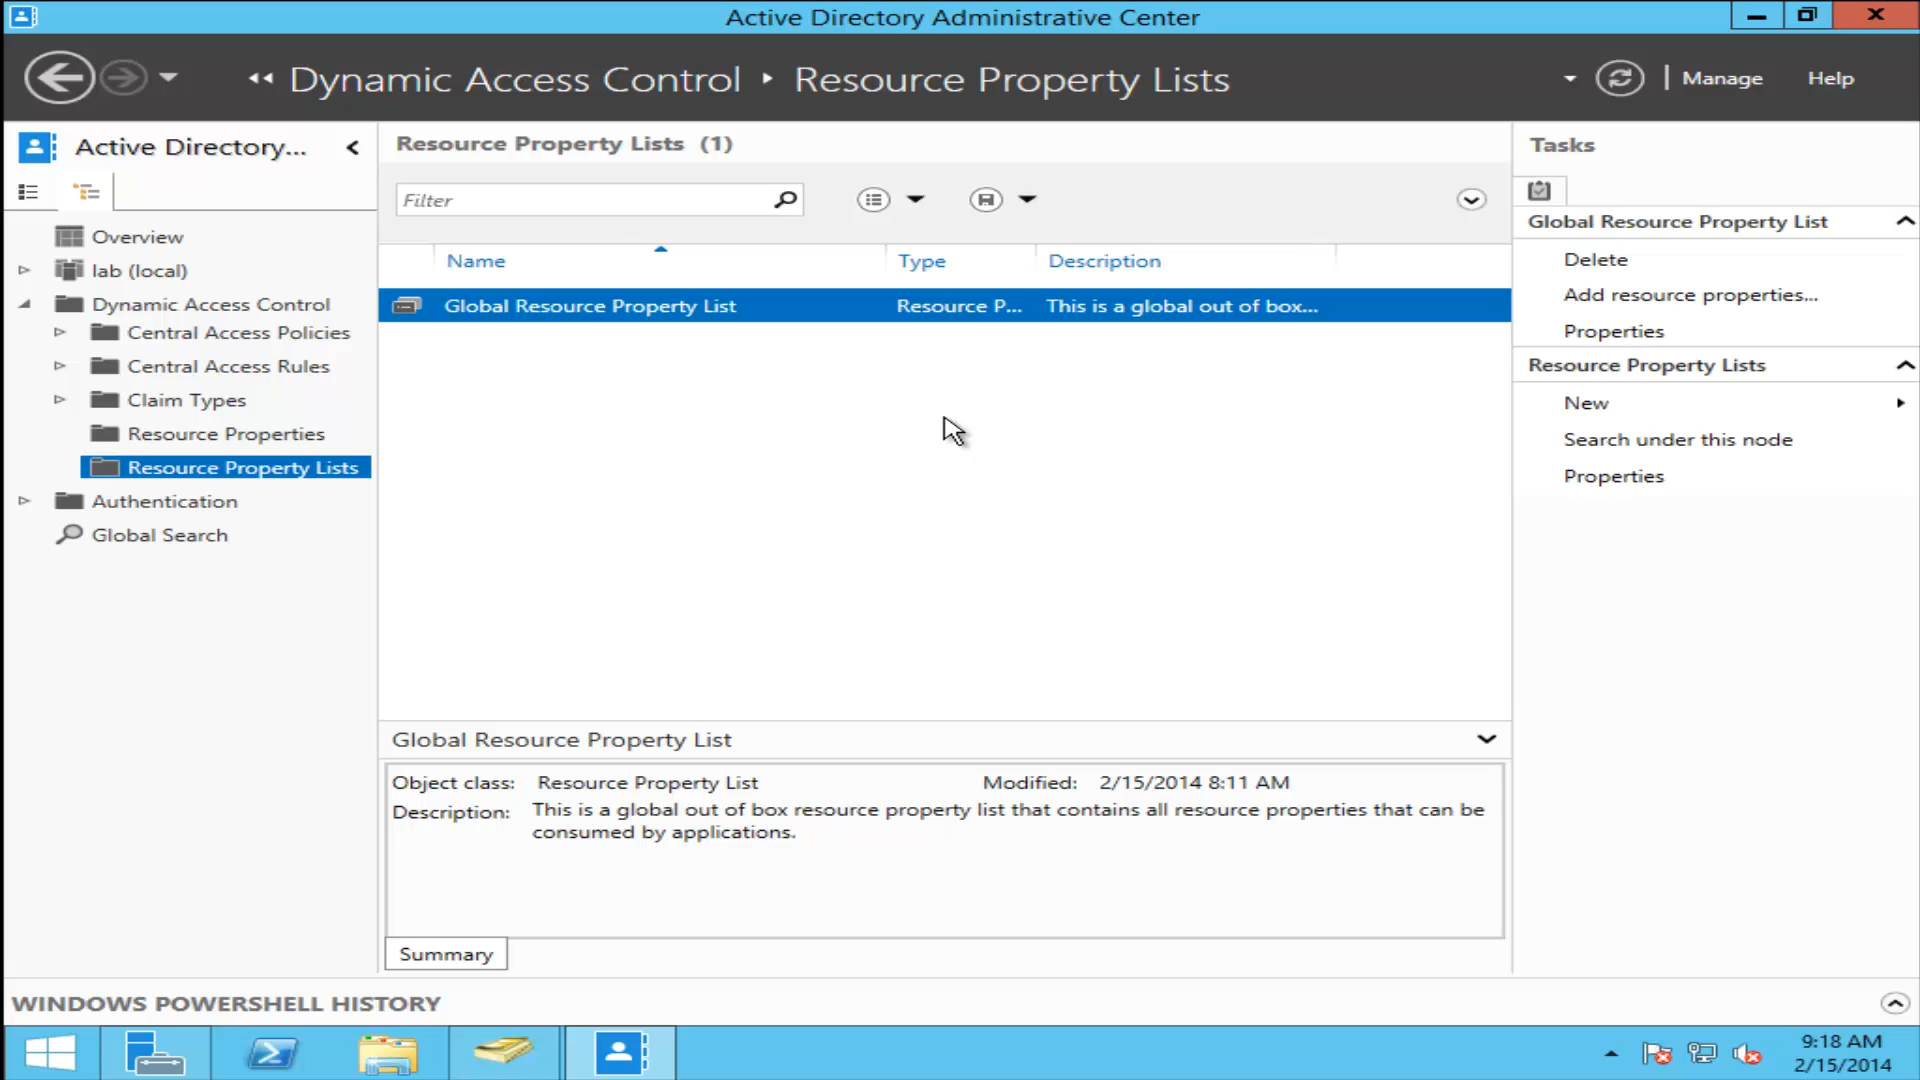 Active Directory Administrative Center
Dynamic Access Control
Resource Property Lists
Manage
Help
Active Directory...
Overview
lab (local)
Dynamic Access Control
Central Access Policies
Central Access Rules
Claim Types
Resource Properties
Resource Property Lists
Authentication
Global Search
Resource Property Lists (1)
Filter
Name Type Description
Global Resource Property List Resource P... This is a global out of box...
Global Resource Property List
Object class: Resource Property List Modified: 2/15/2014 8:11 AM
Description: This is a global out of box resource property list that contains all resource properties that can be
consumed by applications.
Summary
Tasks
Global Resource Property List
Delete
Add resource properties...
Properties
Resource Property Lists
New
Search under this node
Properties
WINDOWS POWERSHELL HISTORY
9:18 AM
2/15/2014